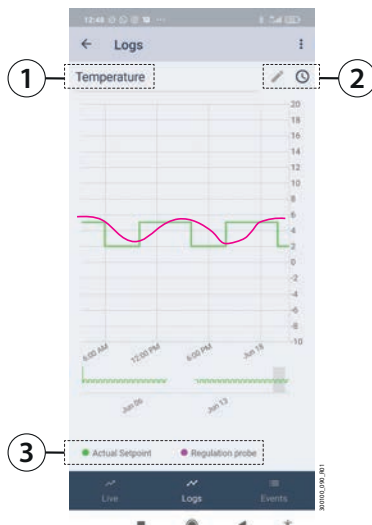 12:48
Logs
1
Temperature
2
20
18
16
14
12
10
8
6
4
2
0
-2
-4
-6
-8
-10
6:00 AM 12:00 PM 6:00 PM Jun 18
Jun 06 Jun 13
3
Actual Setpoint Regulation probe
Live Logs Events
300000_090_R01